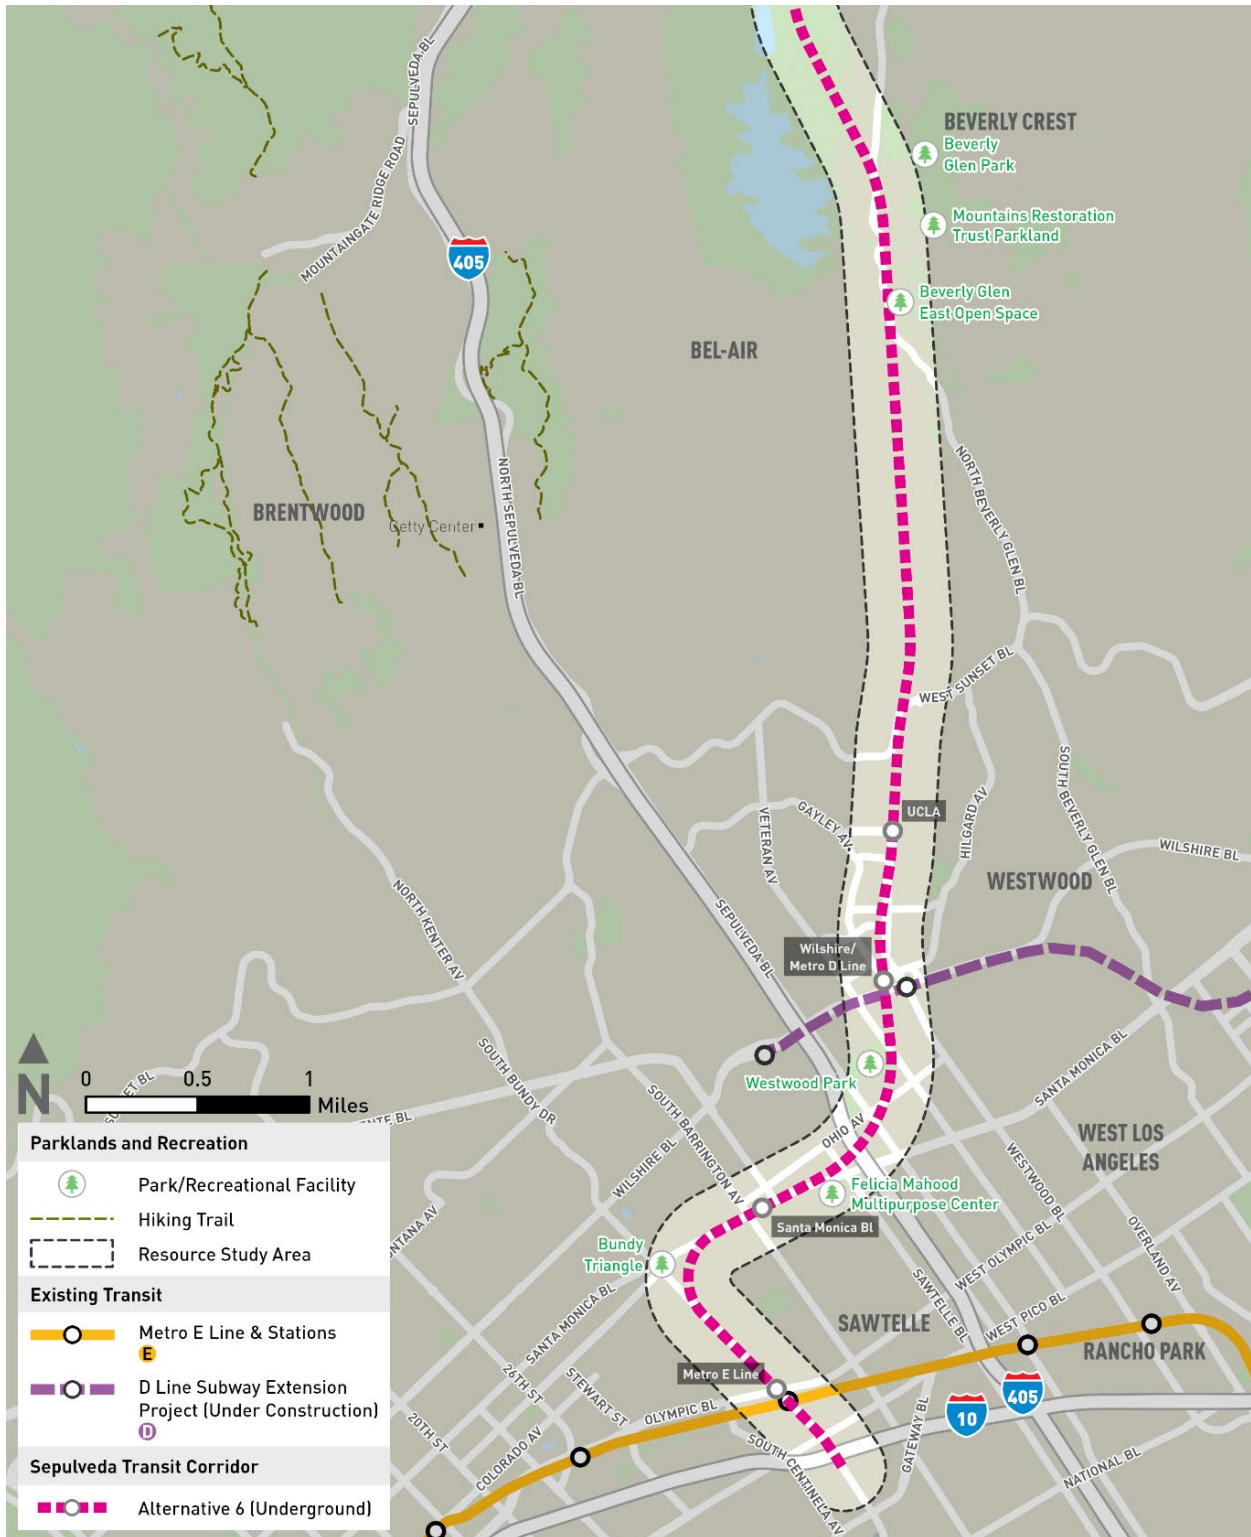 SEPULVEDA BL
MOUNTAINGATE RIDGE ROAD
405
BEVERLY CREST
Beverly
Glen Park
Mountains Restoration
Trust Parkland
Beverly Glen
East Open Space
BEL-AIR
BRENTWOOD
Getty Center
NORTH SEPULVEDA BL
NORTH BEVERLY GLEN BL
WEST SUNSET BL
SOUTH BEVERLY GLEN BL
UCLA
GAYLEY AV
VETERAN AV
HILGARD AV
WILSHIRE BL
WESTWOOD
NORTH KENTER AV
SEPULVEDA BL
Wilshire/
Metro D Line
SOUTH BUNDY DR
Westwood Park
SANTA MONICA BL
N
0 0.5 1
Miles
SOUTH BARRINGTON AV
OHIO AV
WILSHIRE BL
WEST LOS
ANGELES
WESTWOOD BL
Felicia Mahood
Multipurpose Center
Santa Monica Bl
OVERLAND AV
Bundy
Triangle
WEST OLYMPIC BL
SANTA MONICA BL
SAWTELLE BL
WEST PICO BL
SAWTELLE
RANCHO PARK
Metro E Line
26TH ST
STEWART ST
OLYMPIC BL
20TH ST
COLORADO AV
SOUTH CENTINELA AV
GATEWAY BL
10
405
NATIONAL BL
Parklands and Recreation
Park/Recreational Facility
Hiking Trail
Resource Study Area
Existing Transit
Metro E Line & Stations
E
D Line Subway Extension
Project (Under Construction)
D
Sepulveda Transit Corridor
Alternative 6 (Underground)